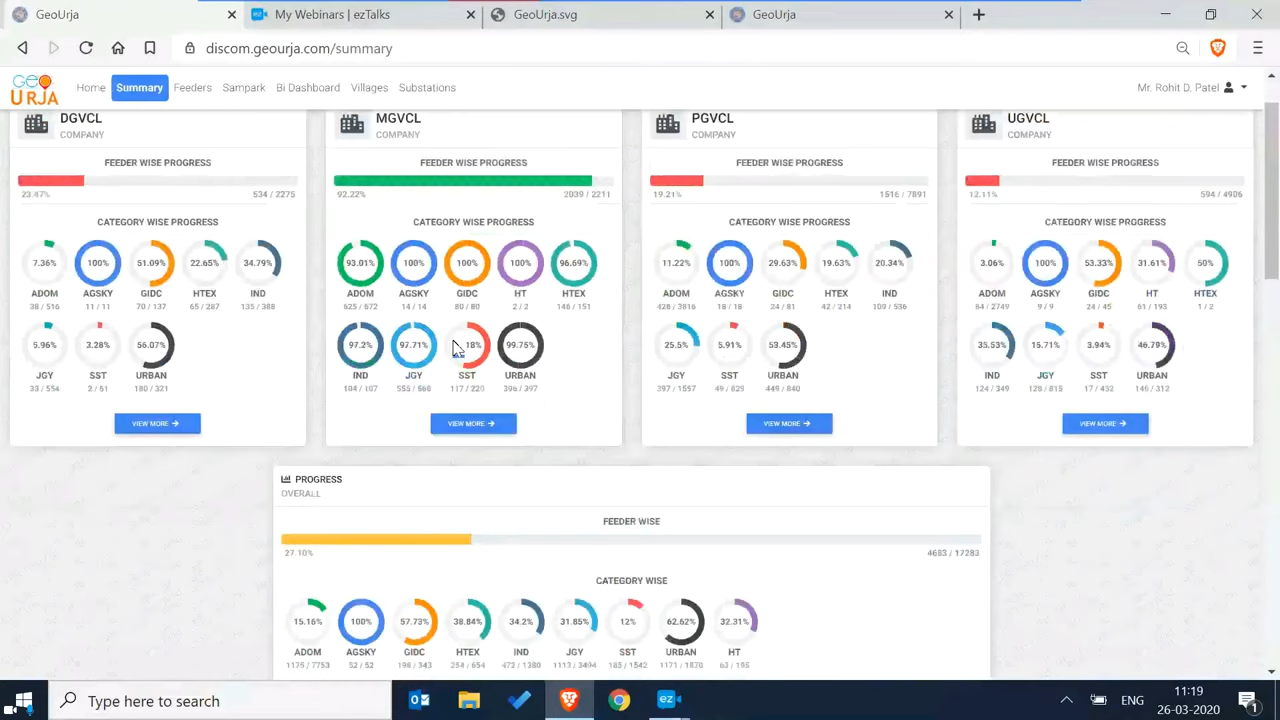 GeoUrja
My Webinars | ezTalks
GeoUrja.svg
GeoUrja
discom.geourja.com/summary
GEO URJA
Home Summary Feeders Sampark Bi Dashboard Villages Substations
Mr. Rohit D. Patel
DGVCL
COMPANY
FEEDER WISE PROGRESS
23.47% 534 / 2275
CATEGORY WISE PROGRESS
7.36% 100% 51.09% 22.65% 34.79%
ADOM AGSKY GIDC HTEX IND
38 / 516 11 / 11 70 / 137 65 / 287 135 / 388
5.96% 3.28% 56.07%
JGY SST URBAN
33 / 554 2 / 61 180 / 321
VIEW MORE
MGVCL
COMPANY
FEEDER WISE PROGRESS
92.22% 2039 / 2211
CATEGORY WISE PROGRESS
93.01% 100% 100% 100% 96.69%
ADOM AGSKY GIDC HT HTEX
625 / 672 14 / 14 80 / 80 2 / 2 146 / 151
97.2% 97.71% 18% 99.75%
IND JGY SST URBAN
104 / 107 555 / 568 117 / 220 396 / 397
VIEW MORE
PGVCL
COMPANY
FEEDER WISE PROGRESS
19.21% 1516 / 7891
CATEGORY WISE PROGRESS
11.22% 100% 29.63% 19.63% 20.34%
ADOM AGSKY GIDC HTEX IND
428 / 3816 18 / 18 24 / 81 42 / 214 109 / 536
25.5% 5.91% 53.45%
JGY SST URBAN
397 / 1557 49 / 829 449 / 840
VIEW MORE
UGVCL
COMPANY
FEEDER WISE PROGRESS
12.11% 594 / 4906
CATEGORY WISE PROGRESS
3.06% 100% 53.33% 31.61% 50%
ADOM AGSKY GIDC HT HTEX
84 / 2749 9 / 9 24 / 45 61 / 193 1 / 2
35.53% 15.71% 3.94% 46.79%
IND JGY SST URBAN
124 / 349 128 / 815 17 / 432 146 / 312
VIEW MORE
PROGRESS
OVERALL
FEEDER WISE
27.10% 4683 / 17283
CATEGORY WISE
15.16% 100% 57.73% 38.84% 34.2% 31.85% 12% 62.62% 32.31%
ADOM AGSKY GIDC HTEX IND JGY SST URBAN HT
1175 / 7753 52 / 52 198 / 343 254 / 654 472 / 1380 1113 / 3494 185 / 1542 1171 / 1870 63 / 195
Type here to search
ez
ENG
11:19
26-03-2020
1